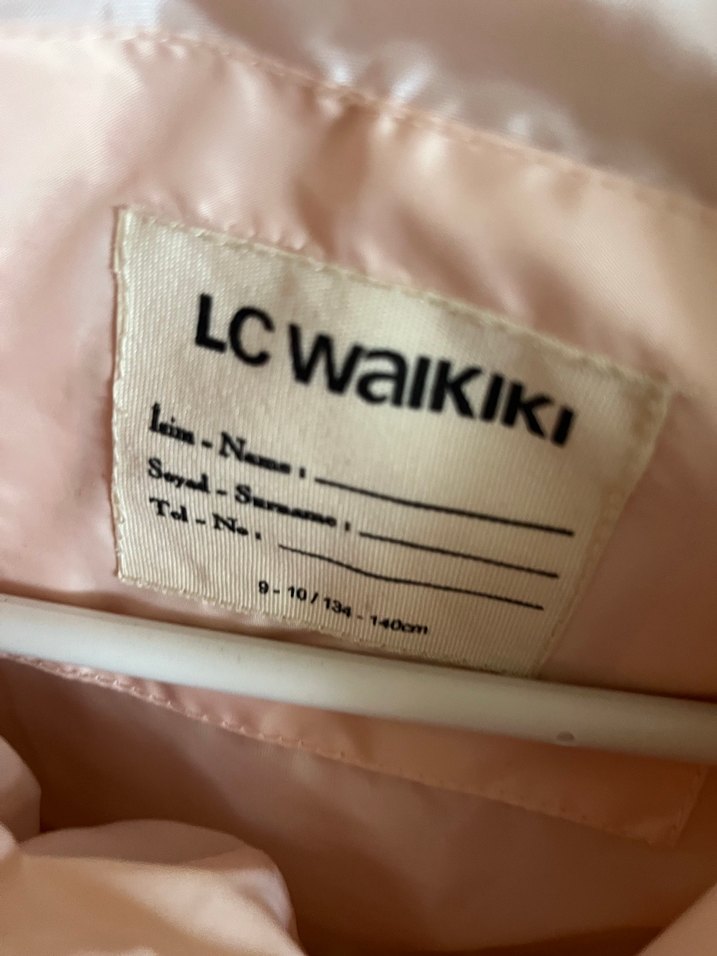 LC WAIKIKI
İsim - Name :
Soyad - Surname :
Tel - No :
9 - 10 / 134 - 140cm